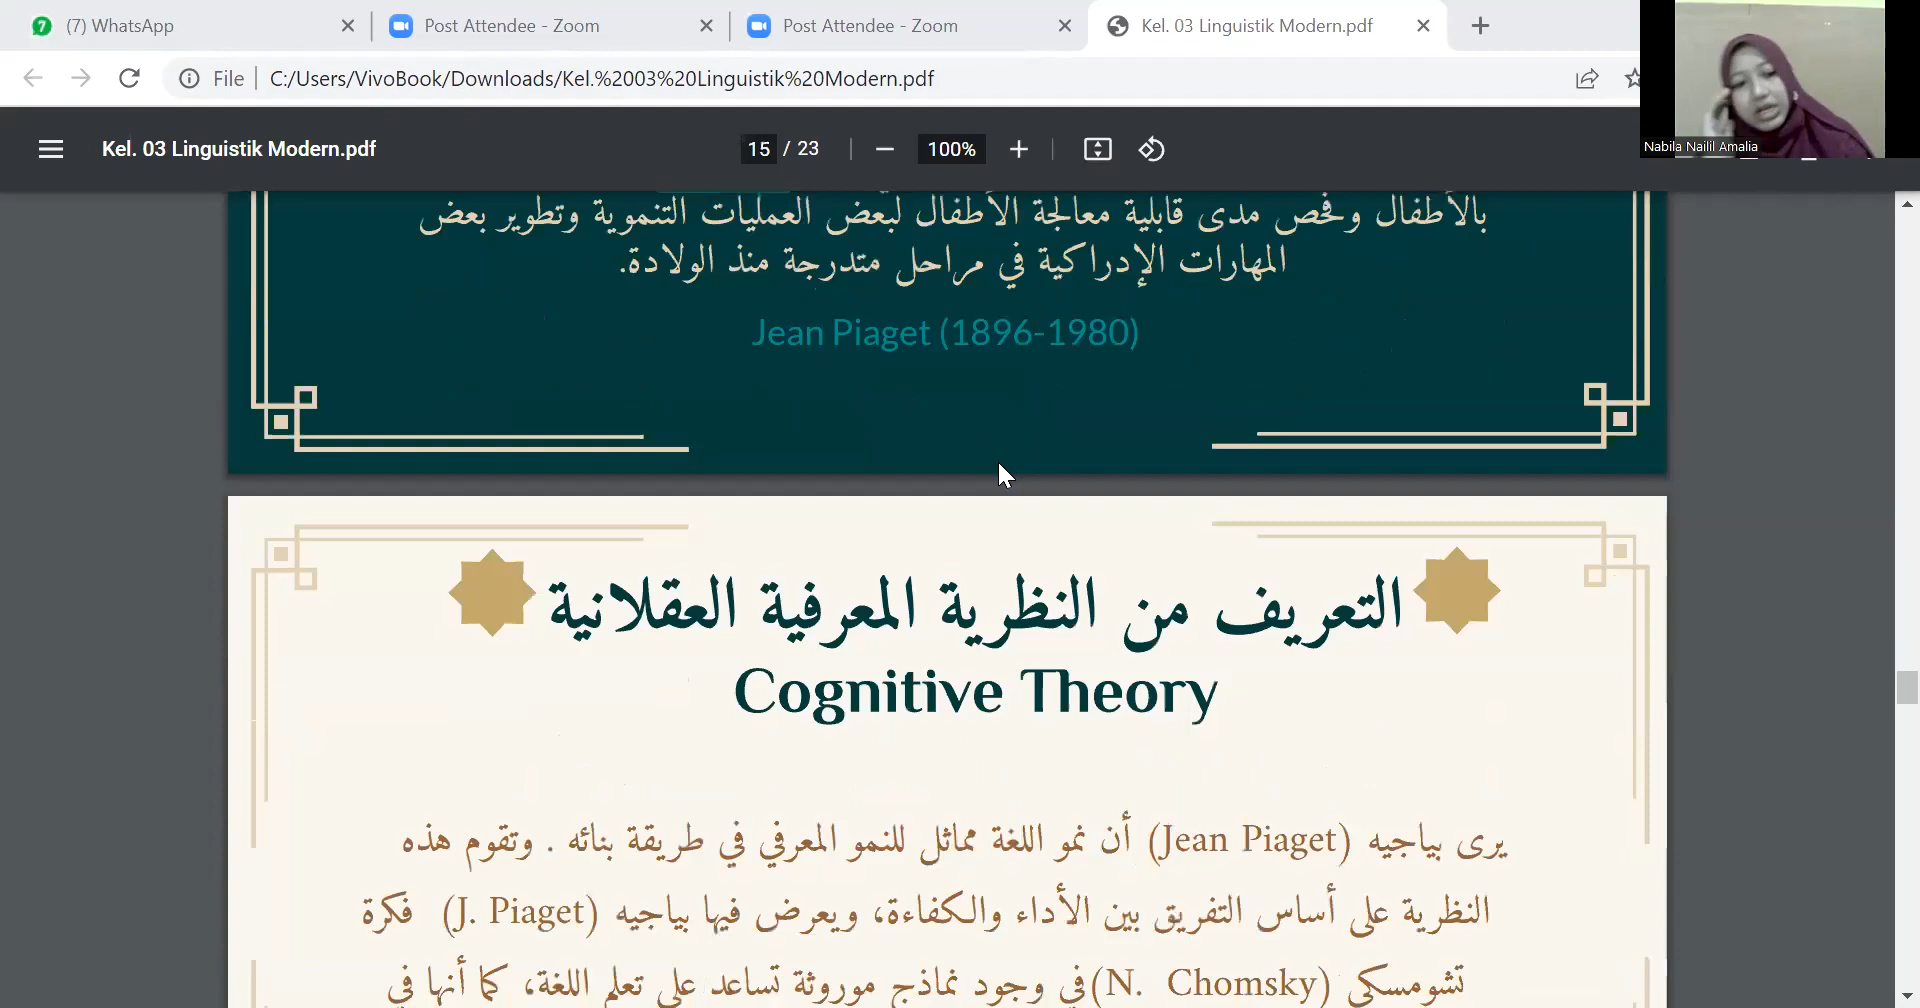 (7) WhatsApp
Post Attendee - Zoom
Post Attendee - Zoom
Kel. 03 Linguistik Modern.pdf
File
C:/Users/VivoBook/Downloads/Kel.%2003%20Linguistik%20Modern.pdf
Nabila Nailil Amalia
Kel. 03 Linguistik Modern.pdf
15 / 23
100%
بالأطفال وفحص مدى قابلية معالجة الأطفال لبعض العمليات التنموية وتطوير بعض
المهارات الإدراكية في مراحل متدرجة منذ الولادة.
Jean Piaget (1896-1980)
التعريف من النظرية المعرفية العقلانية
Cognitive Theory
يرى بياجيه (Jean Piaget) أن نمو اللغة مماثل للنمو المعرفي في طريقة بنائه . وتقوم هذه
النظرية على أساس التفريق بين الأداء والكفاءة، ويعرض فيها بياجيه (J. Piaget) فكرة
تشومسكي (N. Chomsky)في وجود نماذج موروثة تساعد على تعلم اللغة، كما أنها في